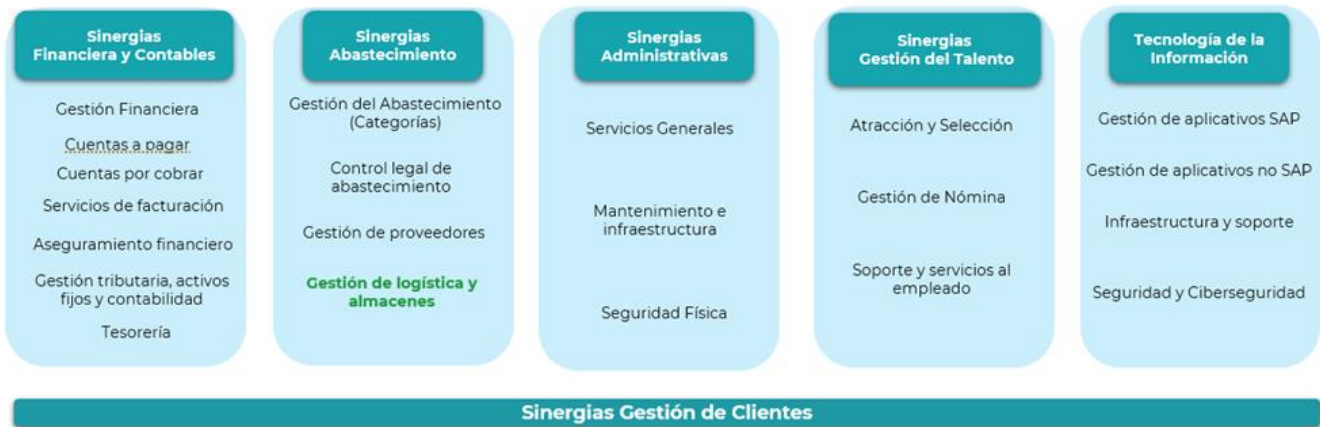 Sinergias
Financiera y Contables
Gestión Financiera
Cuentas a pagar
Cuentas por cobrar
Servicios de facturación
Aseguramiento financiero
Gestión tributaria, activos
fijos y contabilidad
Tesorería
Sinergias
Abastecimiento
Gestión del Abastecimiento
(Categorías)
Control legal de
abastecimiento
Gestión de proveedores
Gestión de logística y
almacenes
Sinergias
Administrativas
Servicios Generales
Mantenimiento e
infraestructura
Seguridad Física
Sinergias
Gestión del Talento
Atracción y Selección
Gestión de Nómina
Soporte y servicios al
empleado
Tecnología de la
Información
Gestión de aplicativos SAP
Gestión de aplicativos no SAP
Infraestructura y soporte
Seguridad y Ciberseguridad
Sinergias Gestión de Clientes